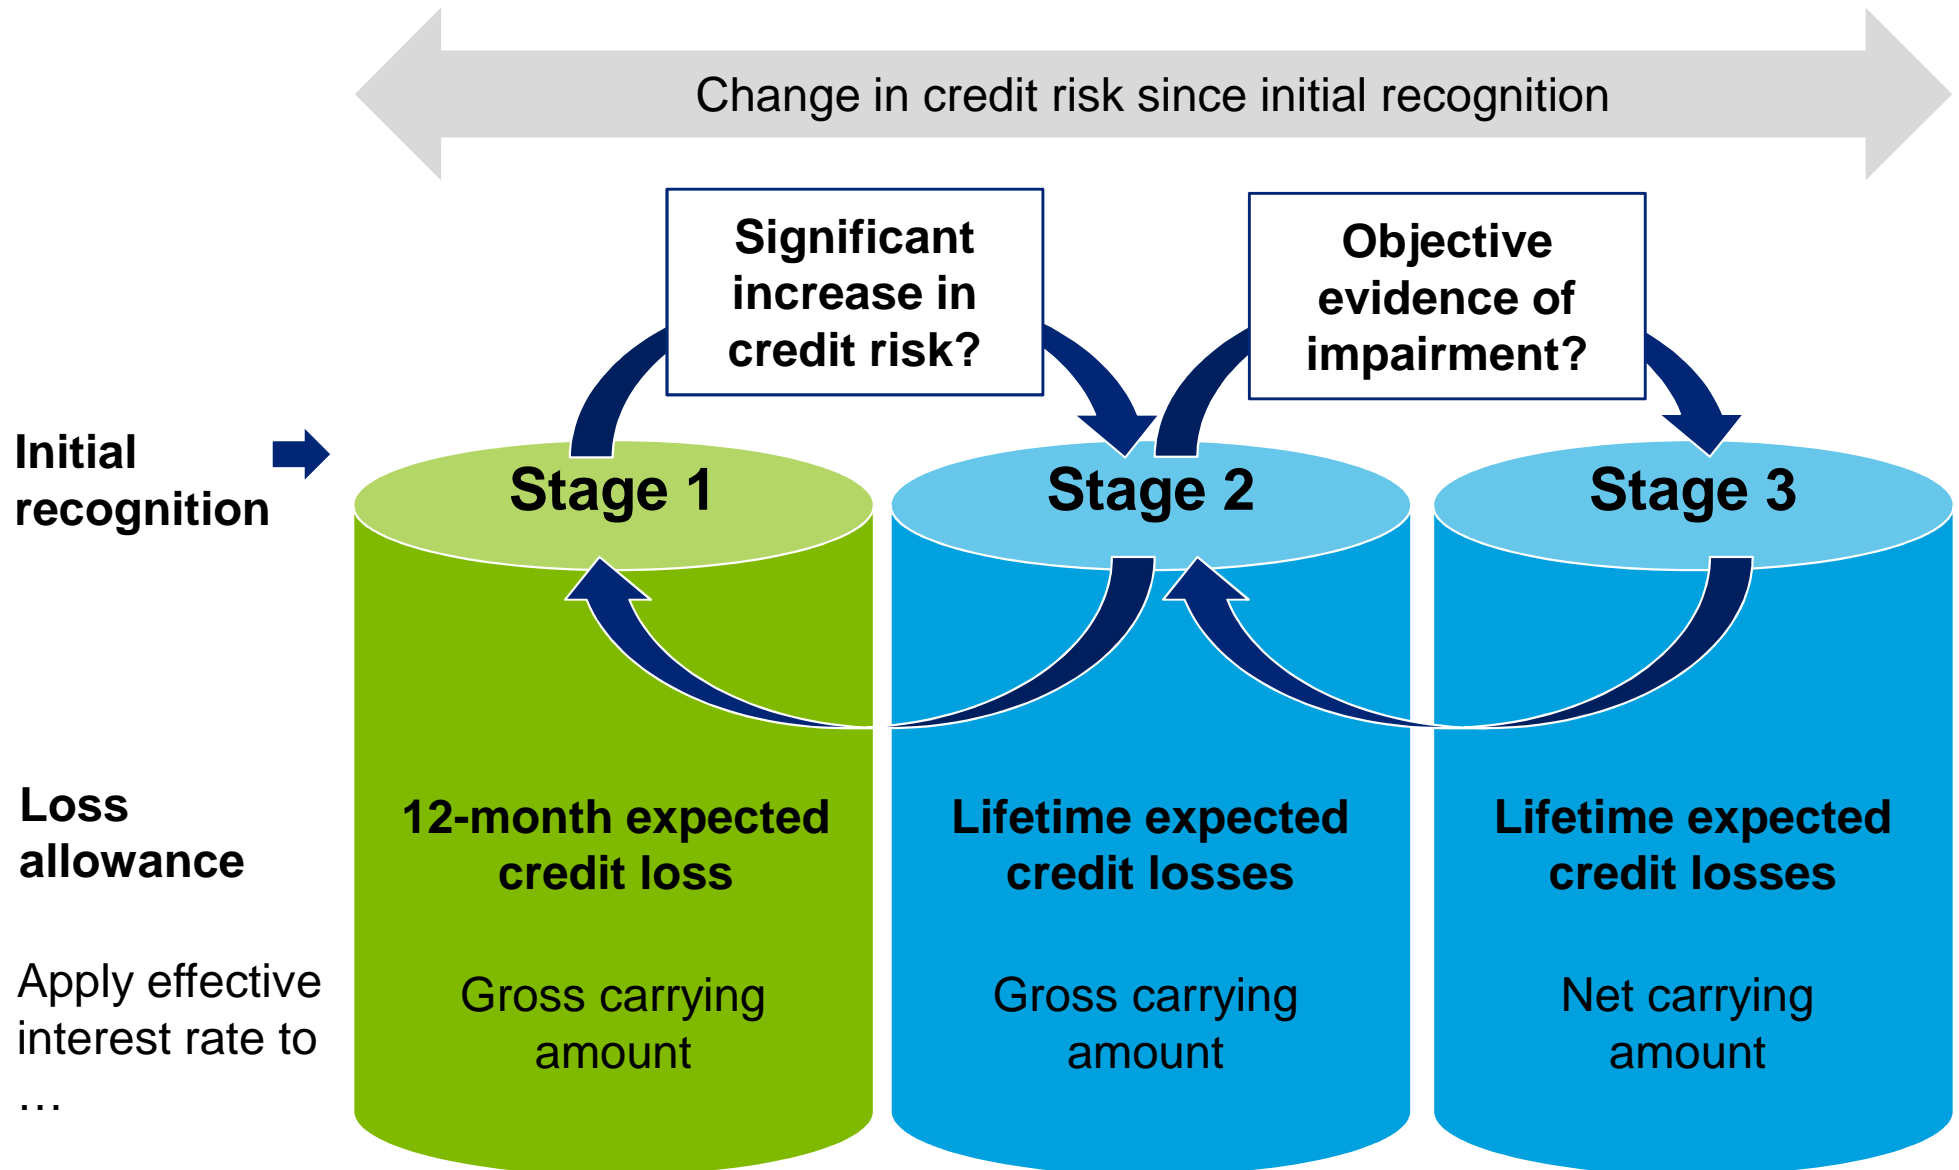 Change in credit risk since initial recognition
Significant
increase in
credit risk?
Objective
evidence of
impairment?
Initial
recognition
Stage 1
Stage 2
Stage 3
Loss
allowance
12-month expected
credit loss
Lifetime expected
credit losses
Lifetime expected
credit losses
Apply effective
interest rate to
…
Gross carrying
amount
Gross carrying
amount
Net carrying
amount